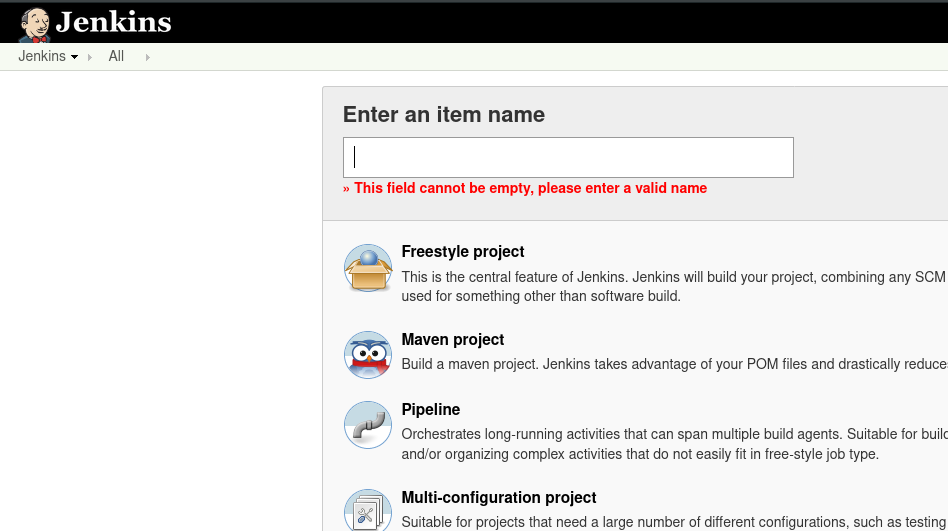 Jenkins
Jenkins All
Enter an item name
» This field cannot be empty, please enter a valid name
Freestyle project
This is the central feature of Jenkins. Jenkins will build your project, combining any SCM
used for something other than software build.
Maven project
Build a maven project. Jenkins takes advantage of your POM files and drastically reduce
Pipeline
Orchestrates long-running activities that can span multiple build agents. Suitable for build
and/or organizing complex activities that do not easily fit in free-style job type.
Multi-configuration project
Suitable for projects that need a large number of different configurations, such as testing